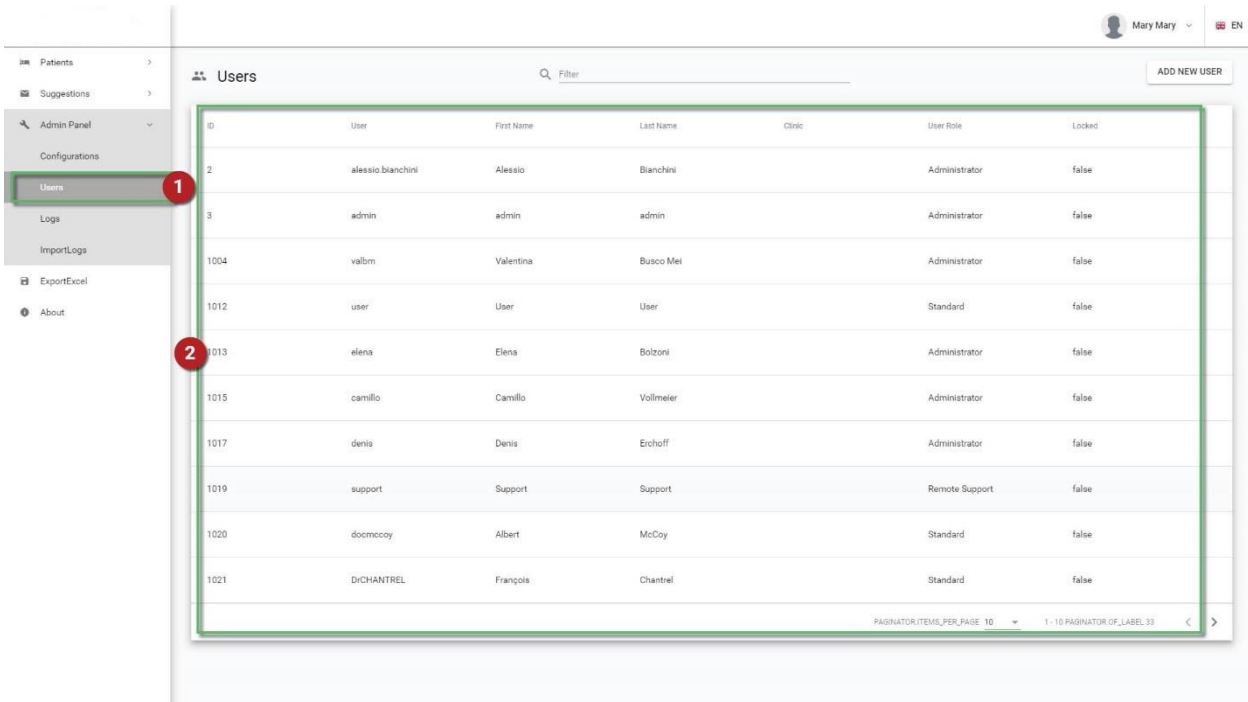 Mary Mary EN
Patients
Suggestions
Admin Panel
Configurations
Users
Logs
ImportLogs
ExportExcel
About
1
2
Users Filter ADD NEW USER
ID User First Name Last Name Clinic User Role Locked
2 alessio.bianchini Alessio Bianchini Administrator false
3 admin admin admin Administrator false
1004 valbm Valentina Busco Mei Administrator false
1012 user User User Standard false
1013 elena Elena Bolzoni Administrator false
1015 camillo Camillo Vollmeier Administrator false
1017 denis Denis Erchoff Administrator false
1019 support Support Support Remote Support false
1020 docmccoy Albert McCoy Standard false
1021 DrCHANTREL François Chantrel Standard false
PAGINATOR.ITEMS_PER_PAGE 10 1 - 10 PAGINATOR.OF_LABEL 33